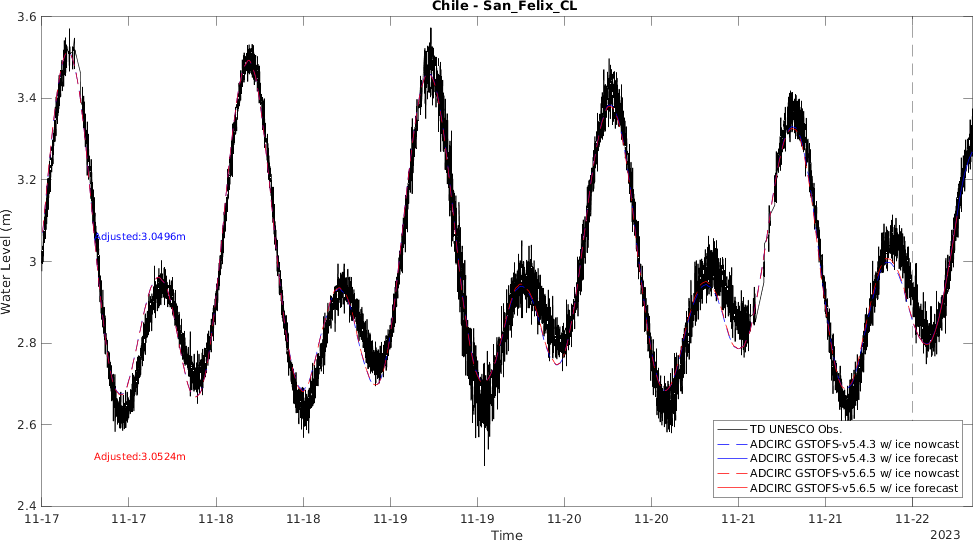 Chile - San_Felix_CL
3.6
3.4
3.2
3
2.8
2.6
2.4
Water Level (m)
Adjusted:3.0496m
Adjusted:3.0524m
TD UNESCO Obs.
ADCIRC GSTOFS-v5.4.3 w/ ice nowcast
ADCIRC GSTOFS-v5.4.3 w/ ice forecast
ADCIRC GSTOFS-v5.6.5 w/ ice nowcast
ADCIRC GSTOFS-v5.6.5 w/ ice forecast
11-17 11-17 11-18 11-18 11-19 11-19 11-20 11-20 11-21 11-21 11-22
Time
2023